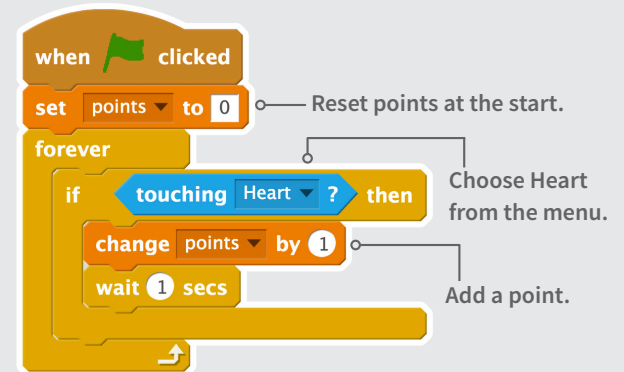 when clicked
set points to 0
Reset points at the start.
forever
if touching Heart ? then
Choose Heart
from the menu.
change points by 1
wait 1 secs
Add a point.